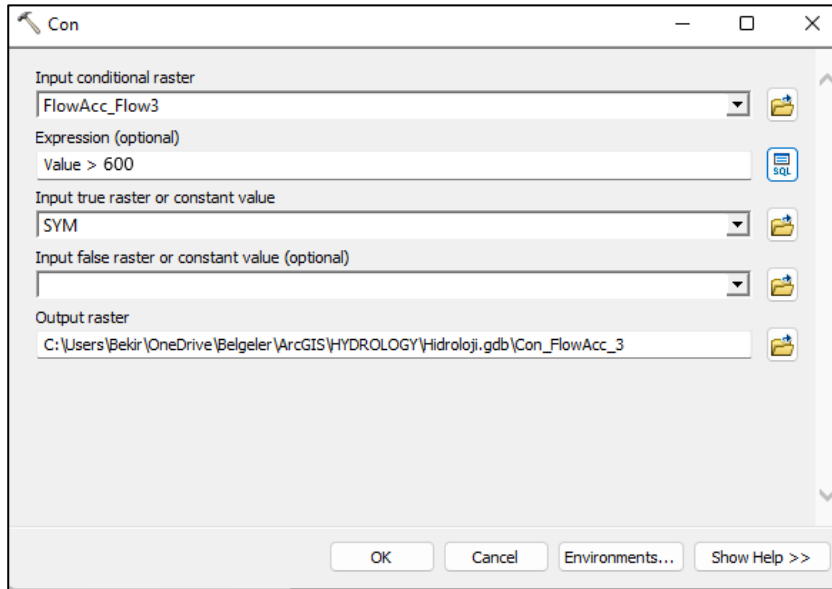 Con
Input conditional raster
FlowAcc_Flow3
Expression (optional)
Value > 600
SQL
Input true raster or constant value
SYM
Input false raster or constant value (optional)
Output raster
C:\Users\Bekir\OneDrive\Belgeler\ArcGIS\HYDROLOGY\Hidroloji.gdb\Con_FlowAcc_3
OK Cancel Environments... Show Help >>